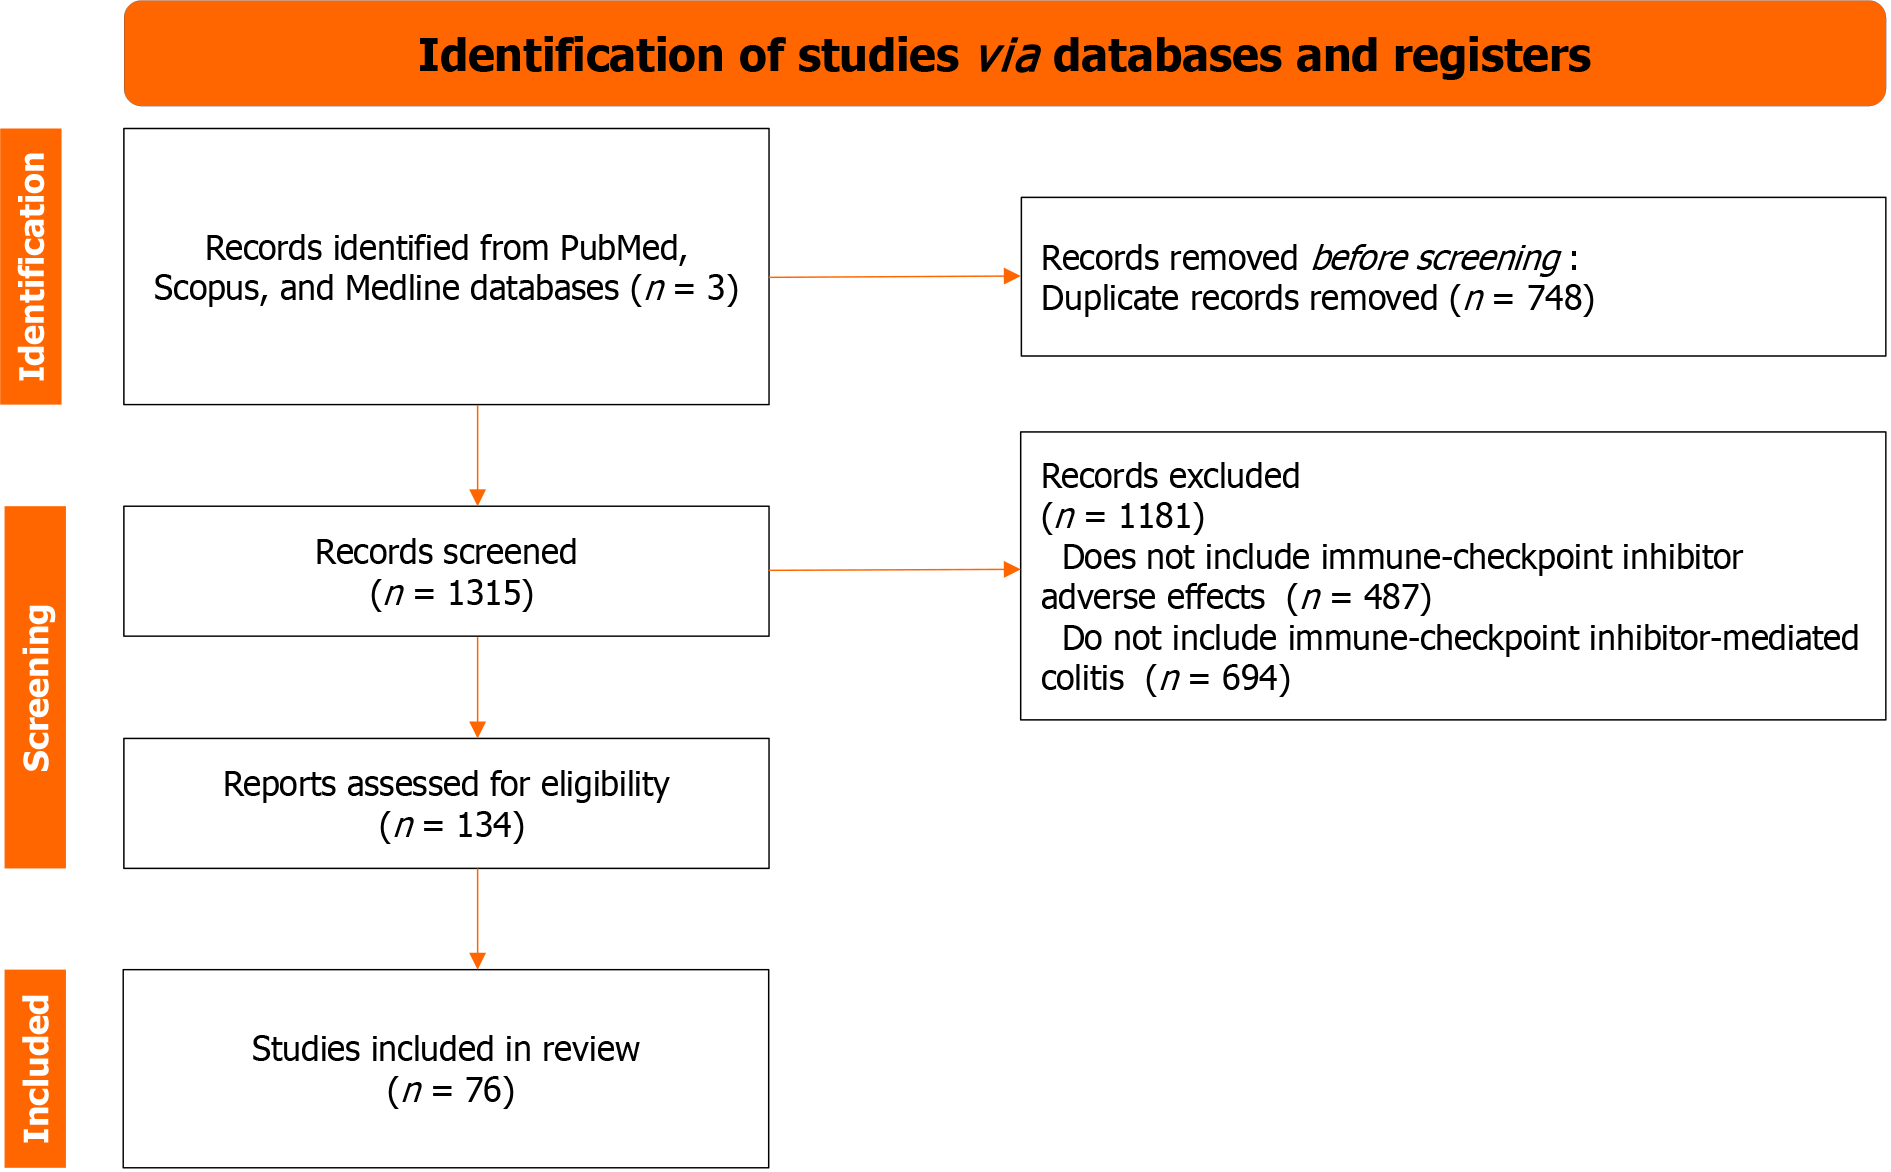 Identification of studies via databases and registers
Identification
Records identified from PubMed,
Scopus, and Medline databases (n = 3)
Records removed before screening :
Duplicate records removed (n = 748)
Screening
Records screened
(n = 1315)
Records excluded
(n = 1181)
Does not include immune-checkpoint inhibitor
adverse effects (n = 487)
Do not include immune-checkpoint inhibitor-mediated
colitis (n = 694)
Reports assessed for eligibility
(n = 134)
Included
Studies included in review
(n = 76)